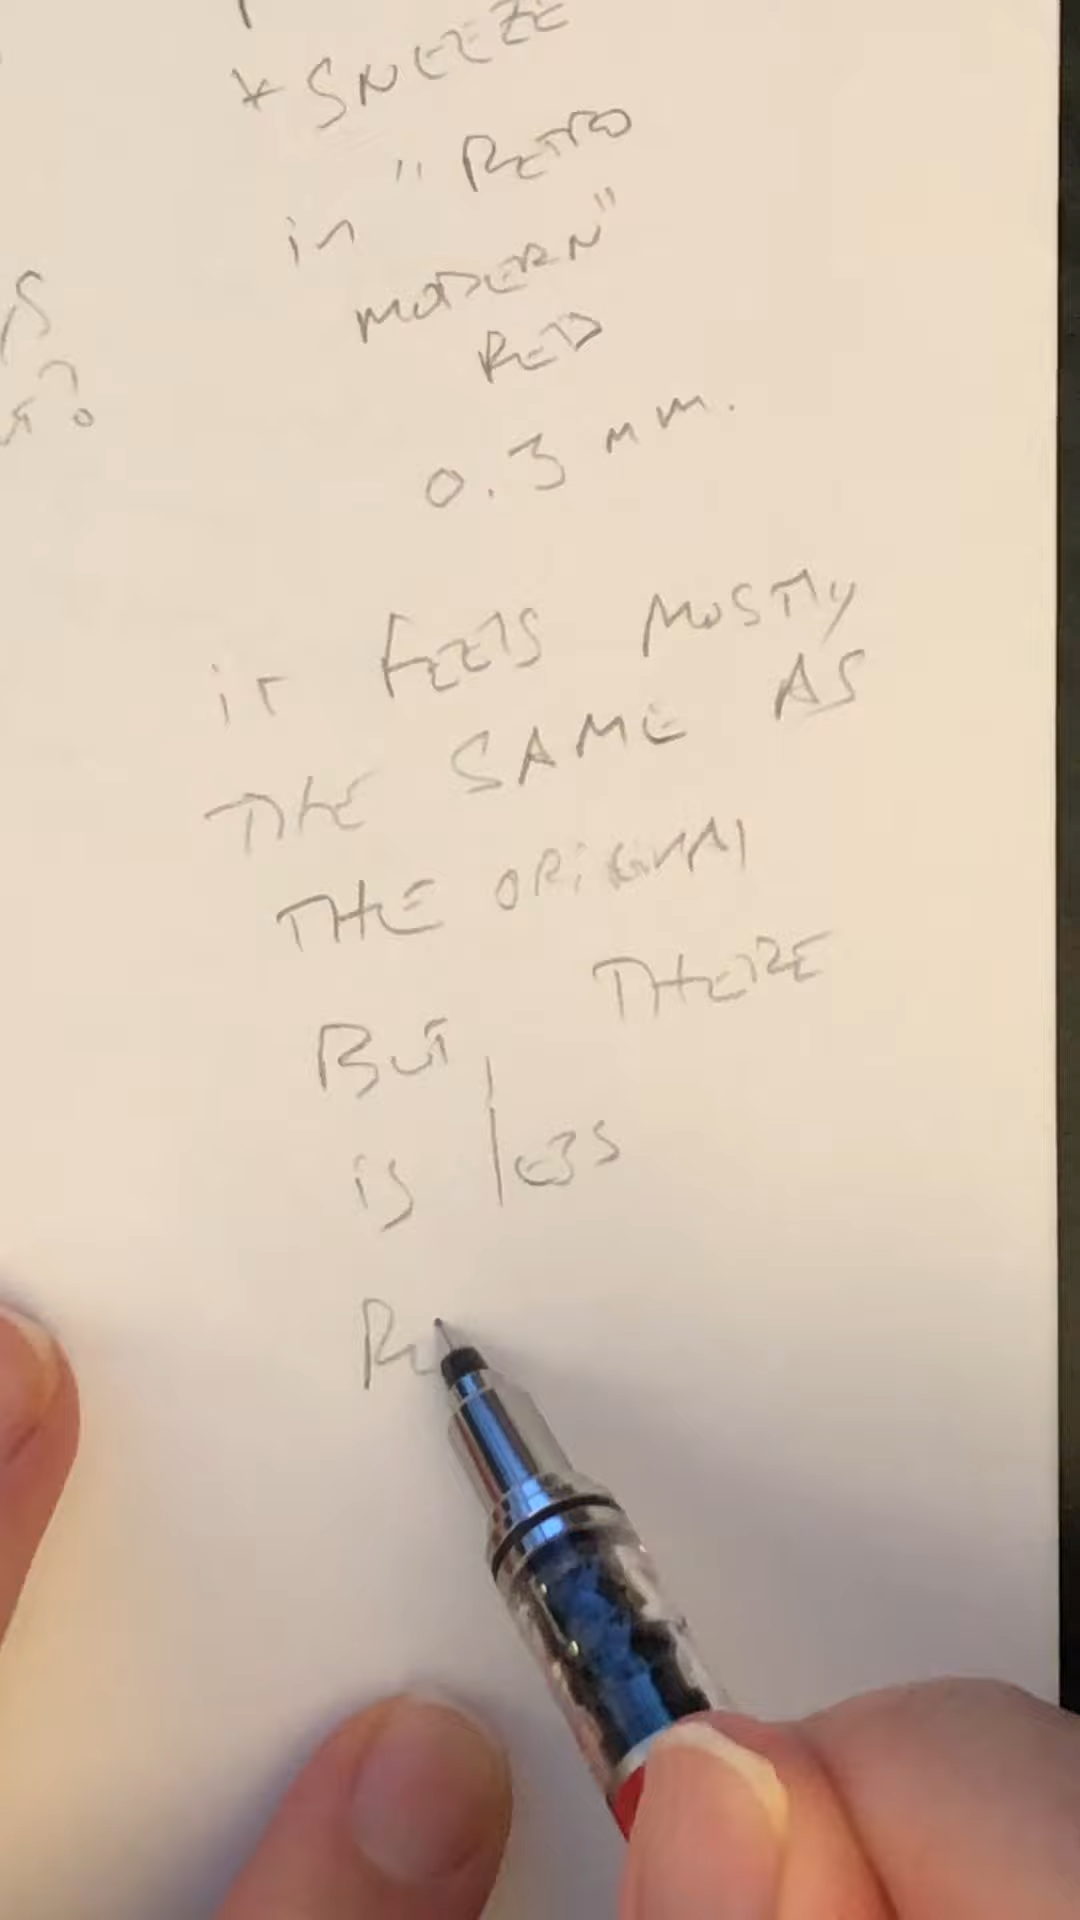 * SNEEZE
in "RETRO
MODERN"
RED
0.3 mm.
S
?
iT FEELS MOSTLY
THE SAME AS
THE ORIGINAL
BUT, THERE
is less
Re